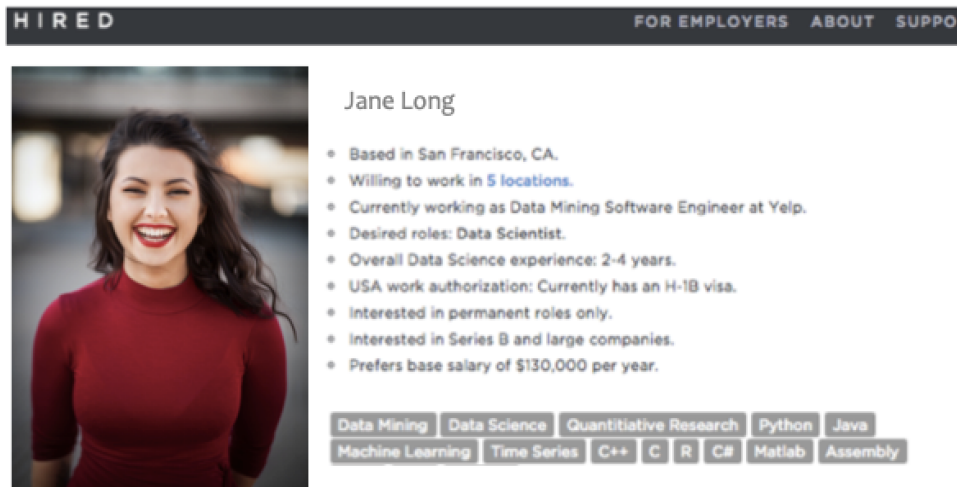 HIRED
FOR EMPLOYERS ABOUT SUPPO
Jane Long
Based in San Francisco, CA.
Willing to work in 5 locations.
Currently working as Data Mining Software Engineer at Yelp.
Desired roles: Data Scientist.
Overall Data Science experience: 2-4 years.
USA work authorization: Currently has an H-1B visa.
Interested in permanent roles only.
Interested in Series B and large companies.
Prefers base salary of $130,000 per year.
Data Mining Data Science Quantitiative Research Python Java
Machine Learning Time Series C++ C R C# Matlab Assembly